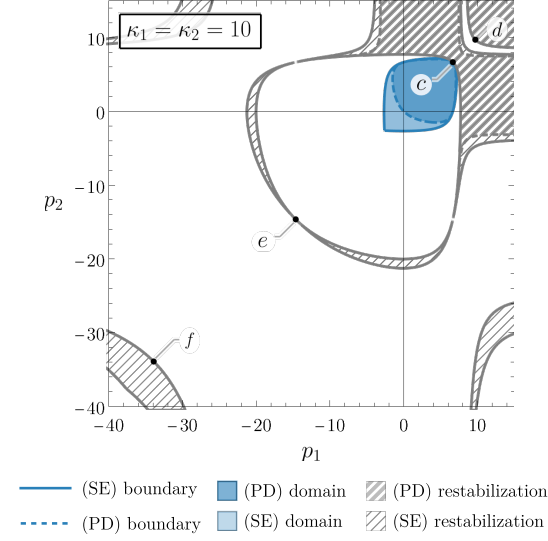 κ₁ = κ₂ = 10
d
10
c
0
−10
p₂
e
−20
−30
f
−40
−40 −30 −20 −10 0 10
p₁
(SE) boundary (PD) domain (PD) restabilization
(PD) boundary (SE) domain (SE) restabilization